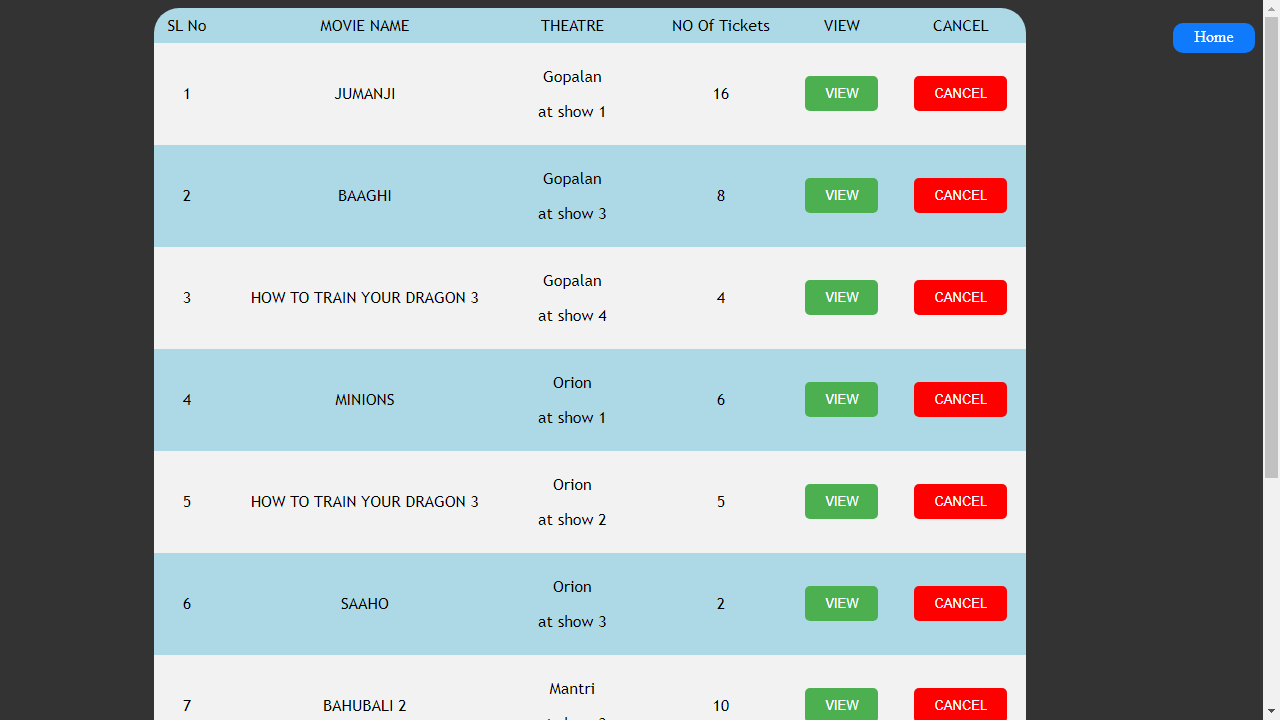 SL No MOVIE NAME THEATRE NO Of Tickets VIEW CANCEL
Home
1 JUMANJI Gopalan 16 VIEW CANCEL
at show 1
2 BAAGHI Gopalan 8 VIEW CANCEL
at show 3
3 HOW TO TRAIN YOUR DRAGON 3 Gopalan 4 VIEW CANCEL
at show 4
4 MINIONS Orion 6 VIEW CANCEL
at show 1
5 HOW TO TRAIN YOUR DRAGON 3 Orion 5 VIEW CANCEL
at show 2
6 SAAHO Orion 2 VIEW CANCEL
at show 3
7 BAHUBALI 2 Mantri 10 VIEW CANCEL